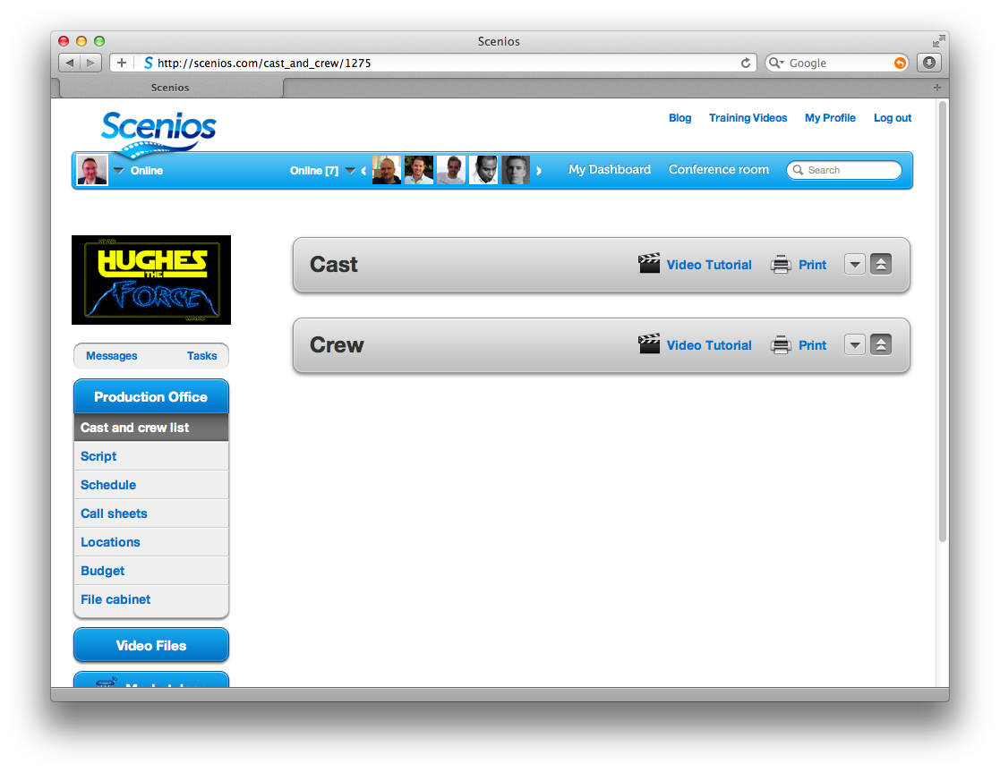 Scenios
http://scenios.com/cast_and_crew/1275
Google
Scenios
Scenios
Blog
Training Videos
My Profile
Log out
Online
Online [7]
My Dashboard
Conference room
Search
STAR
HUGHES
THE
FORCE
WARS
Messages
Tasks
Production Office
Cast and crew list
Script
Schedule
Call sheets
Locations
Budget
File cabinet
Video Files
Cast
Video Tutorial
Print
Crew
Video Tutorial
Print